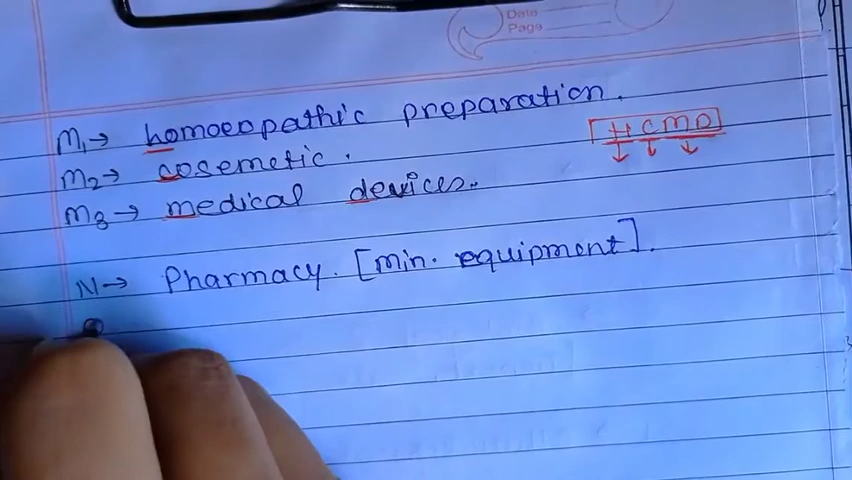 Date
Page
M1→ homoeopathic preparation.
HCMD
M2→ cosemetic.
M3→ medical devices.
N→ Pharmacy. [min. equipment].